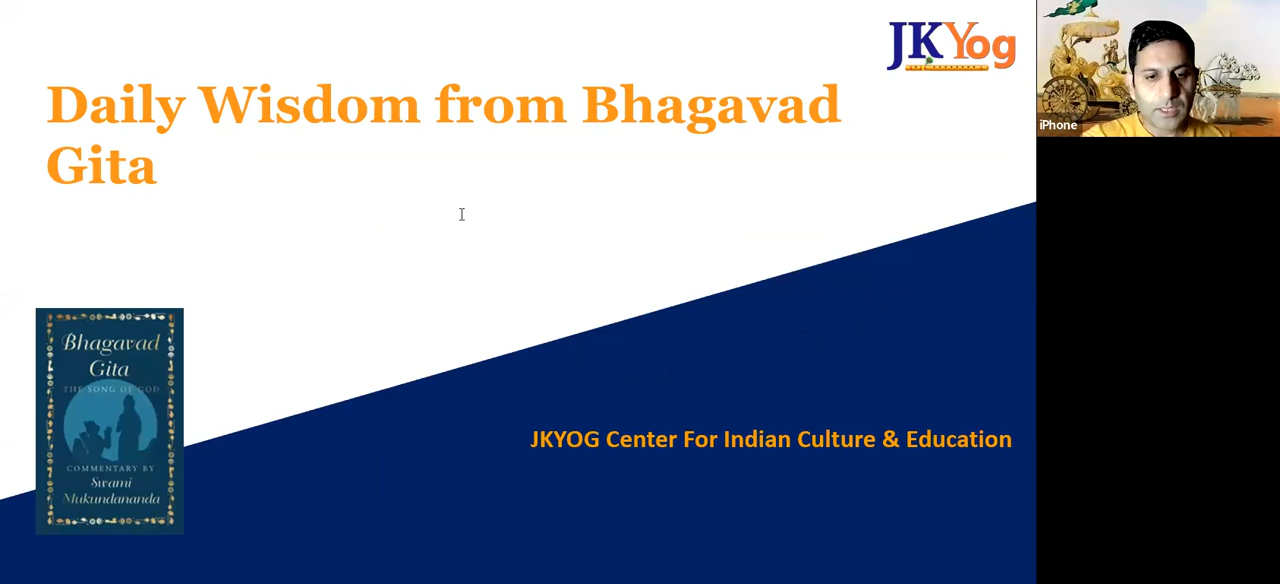 JKYog
Daily Wisdom from Bhagavad
Gita
iPhone
Bhagavad
Gita
THE SONG OF GOD
COMMENTARY BY
Swami
Mukundananda
JKYOG Center For Indian Culture & Education